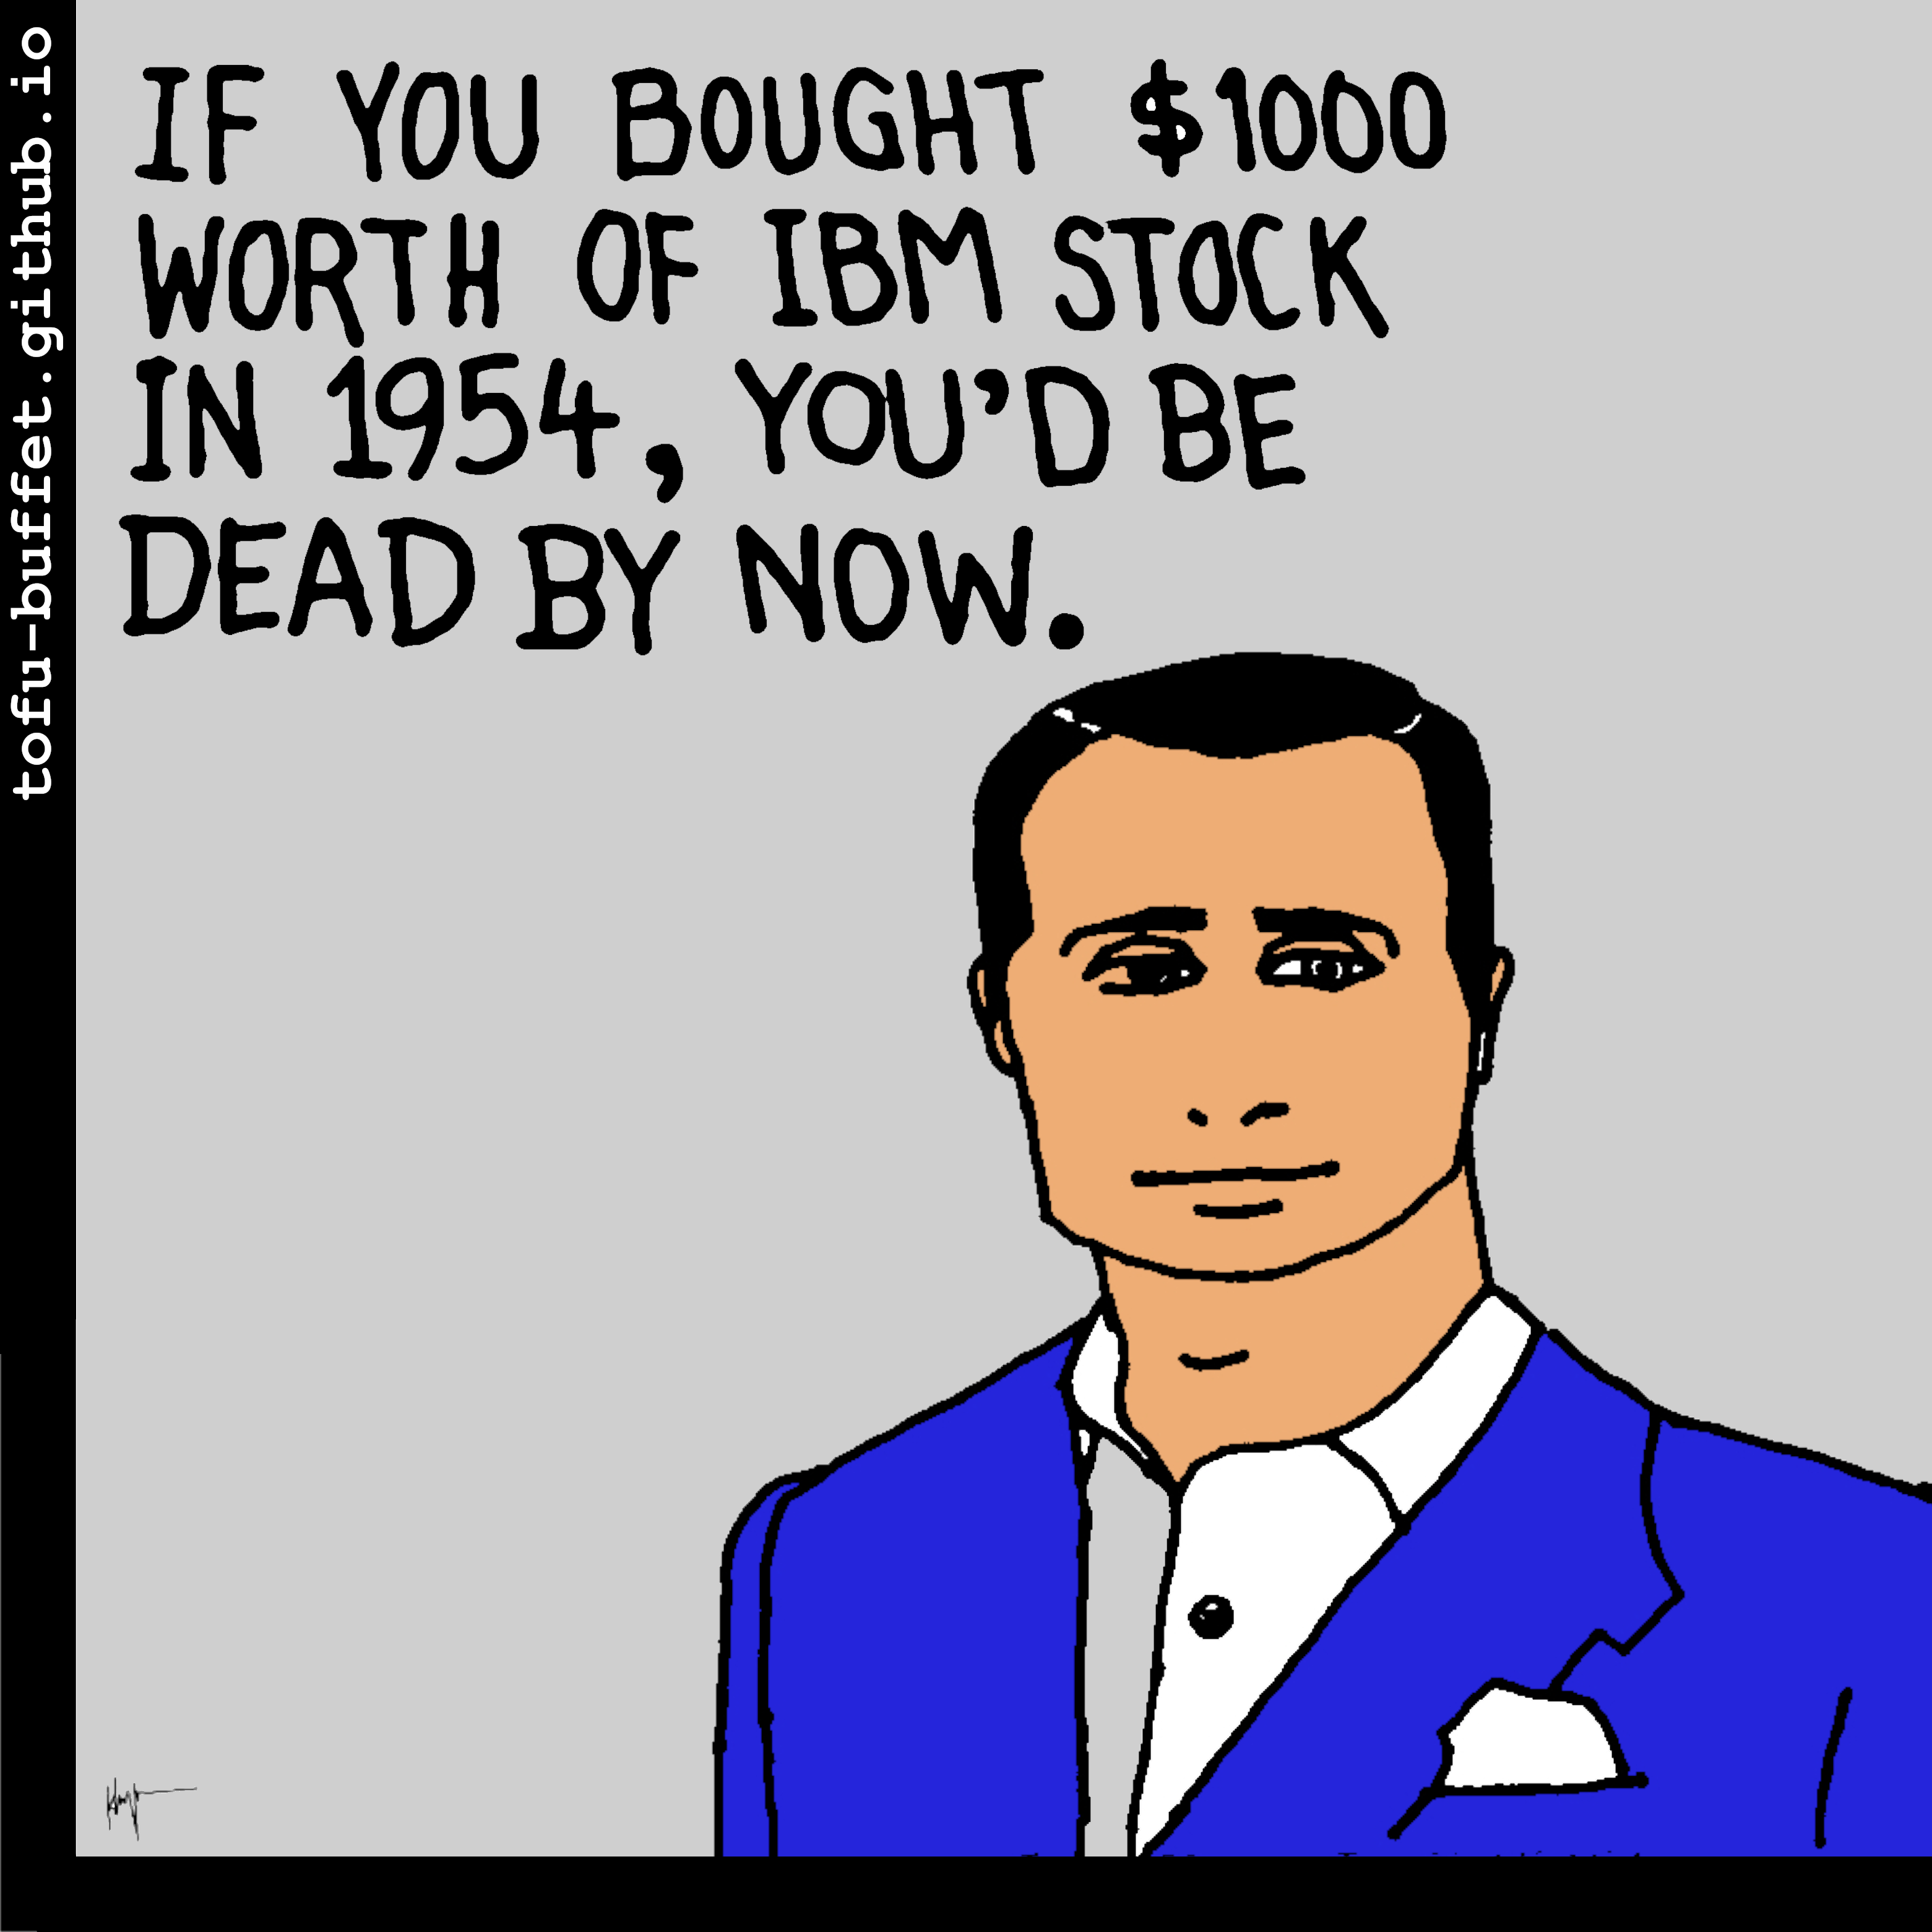 tofu-buffet.github.io
IF YOU BOUGHT $1000
WORTH OF IBM STOCK
IN 1954, YOU'D BE
DEAD BY NOW.